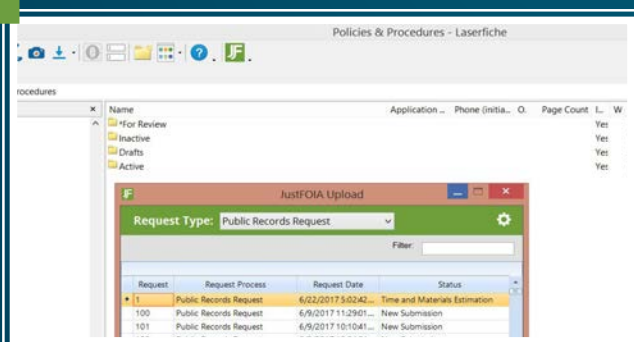 Policies & Procedures - Laserfiche
rocedures
Name Application ... Phone (initia... O. Page Count L... W
*For Review Yes
Inactive Yes
Drafts Yes
Active Yes
JustFOIA Upload
Request Type: Public Records Request
Filter:
Request Request Process Request Date Status
1 Public Records Request 6/22/2017 5:02:42... Time and Materials Estimation
100 Public Records Request 6/9/2017 11:29:01... New Submission
101 Public Records Request 6/9/2017 10:10:41... New Submission